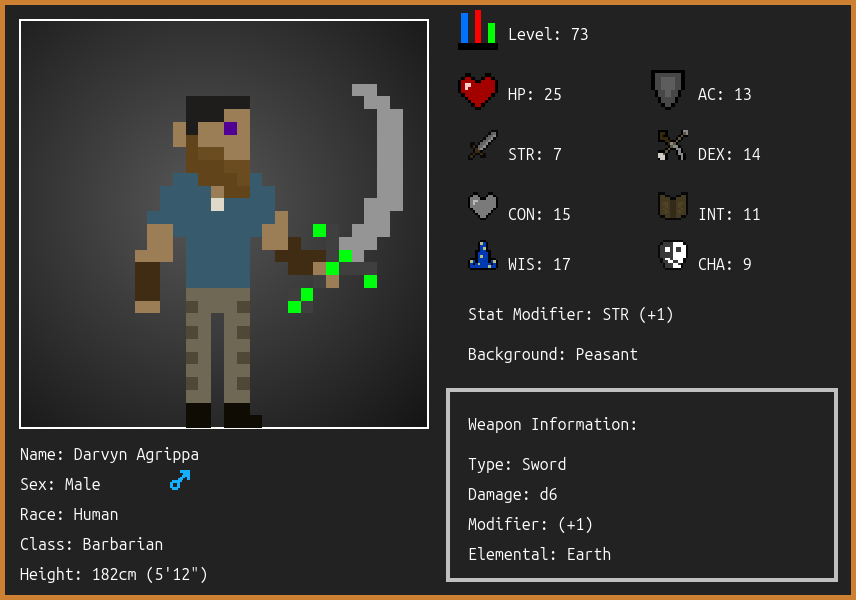 Level: 73
HP: 25
AC: 13
STR: 7
DEX: 14
CON: 15
INT: 11
WIS: 17
CHA: 9
Stat Modifier: STR (+1)
Background: Peasant
Weapon Information:
Type: Sword
Damage: d6
Modifier: (+1)
Elemental: Earth
Name: Darvyn Agrippa
Sex: Male
Race: Human
Class: Barbarian
Height: 182cm (5'12")